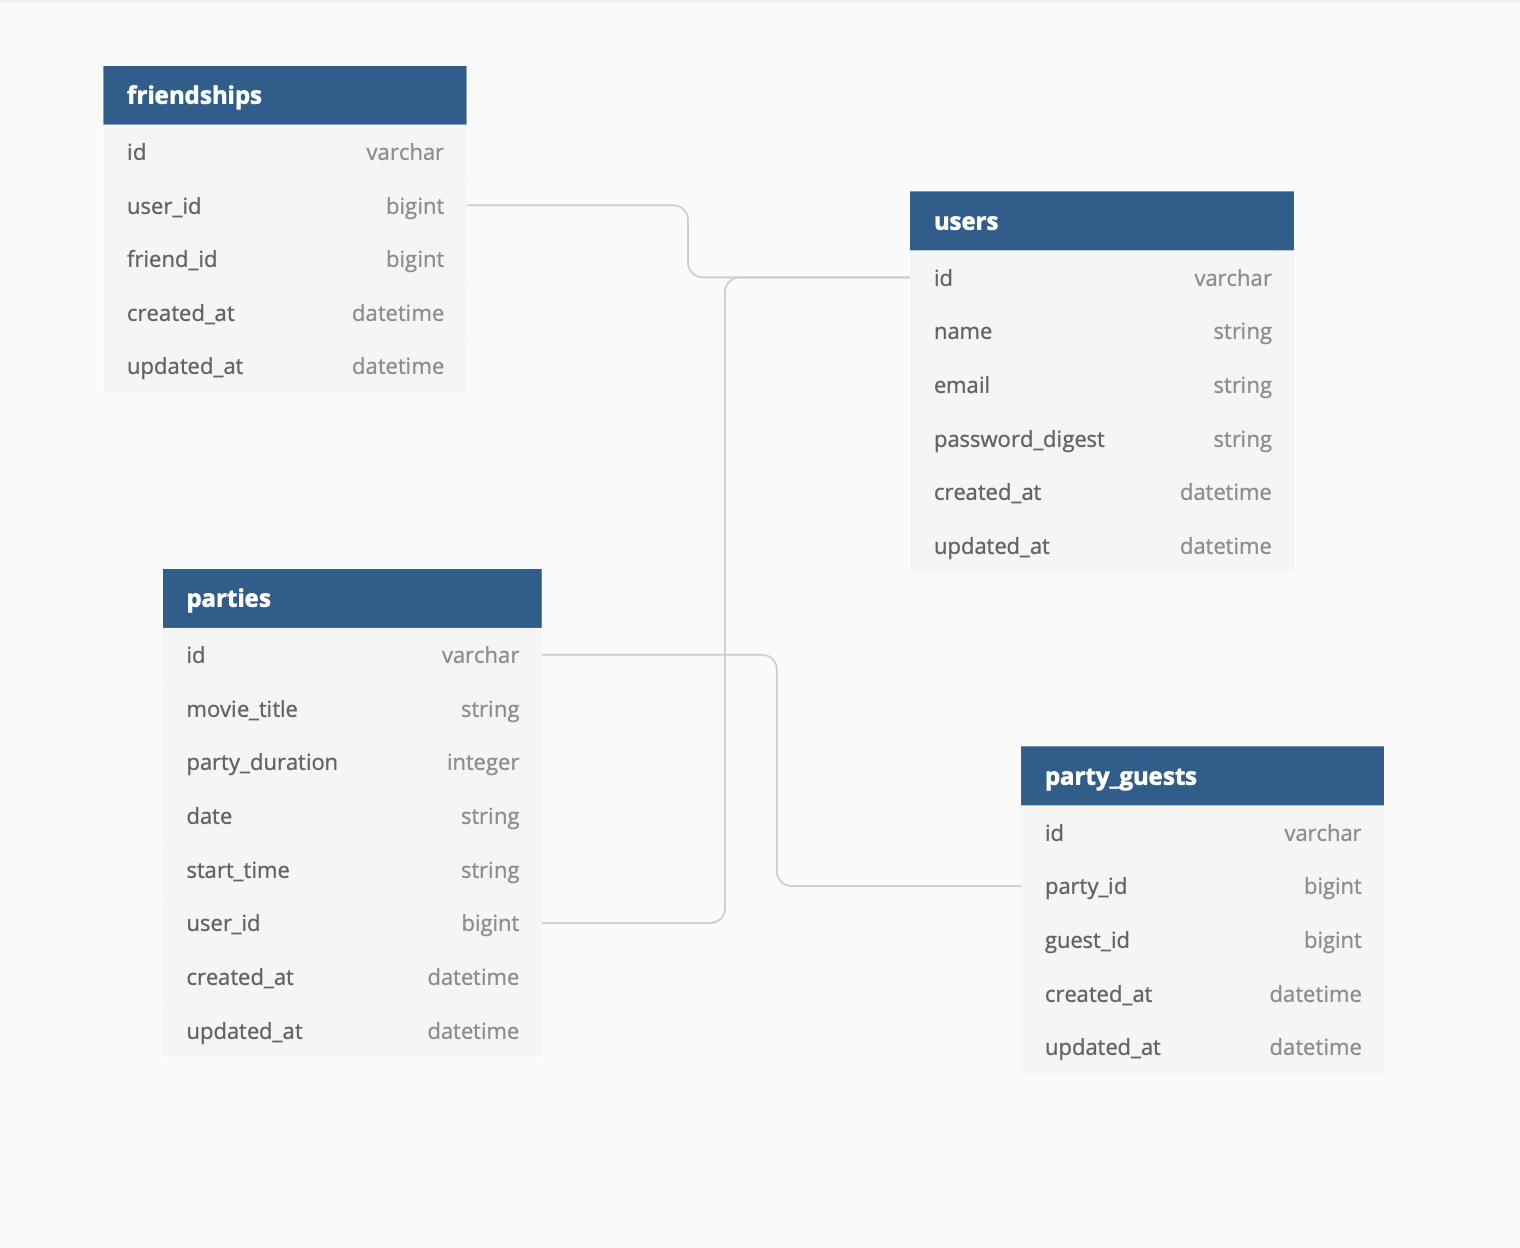 friendships
id varchar
user_id bigint
friend_id bigint
created_at datetime
updated_at datetime
users
id varchar
name string
email string
password_digest string
created_at datetime
updated_at datetime
parties
id varchar
movie_title string
party_duration integer
date string
start_time string
user_id bigint
created_at datetime
updated_at datetime
party_guests
id varchar
party_id bigint
guest_id bigint
created_at datetime
updated_at datetime